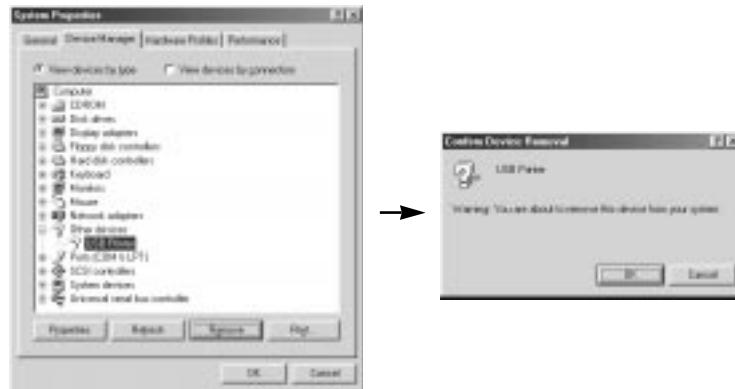 System Properties
General Device Manager Hardware Profiles Performance
View devices by type View devices by connection
Computer
CDROM
Disk drives
Display adapters
Floppy disk controllers
Hard disk controllers
Keyboard
Monitors
Mouse
Network adapters
Other devices
USB Printer
Ports (COM & LPT)
SCSI controllers
System devices
Universal serial bus controller
Properties Refresh Remove Print...
OK Cancel
Confirm Device Removal
USB Printer
Warning: You are about to remove this device from your system.
OK Cancel